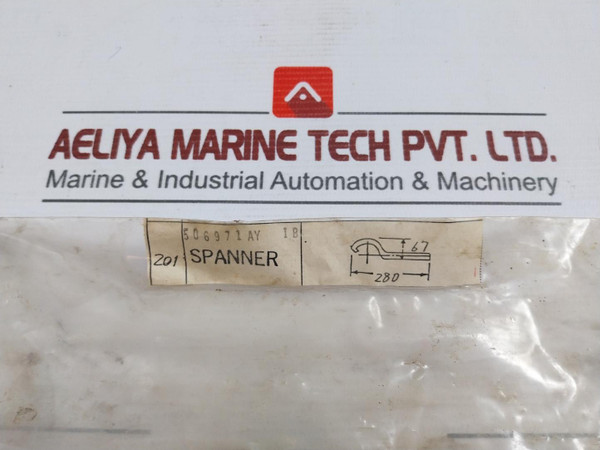 AELIYA MARINE TECH PVT. LTD.
Marine & Industrial Automation & Machinery
506971AY 18
201 SPANNER
67
280